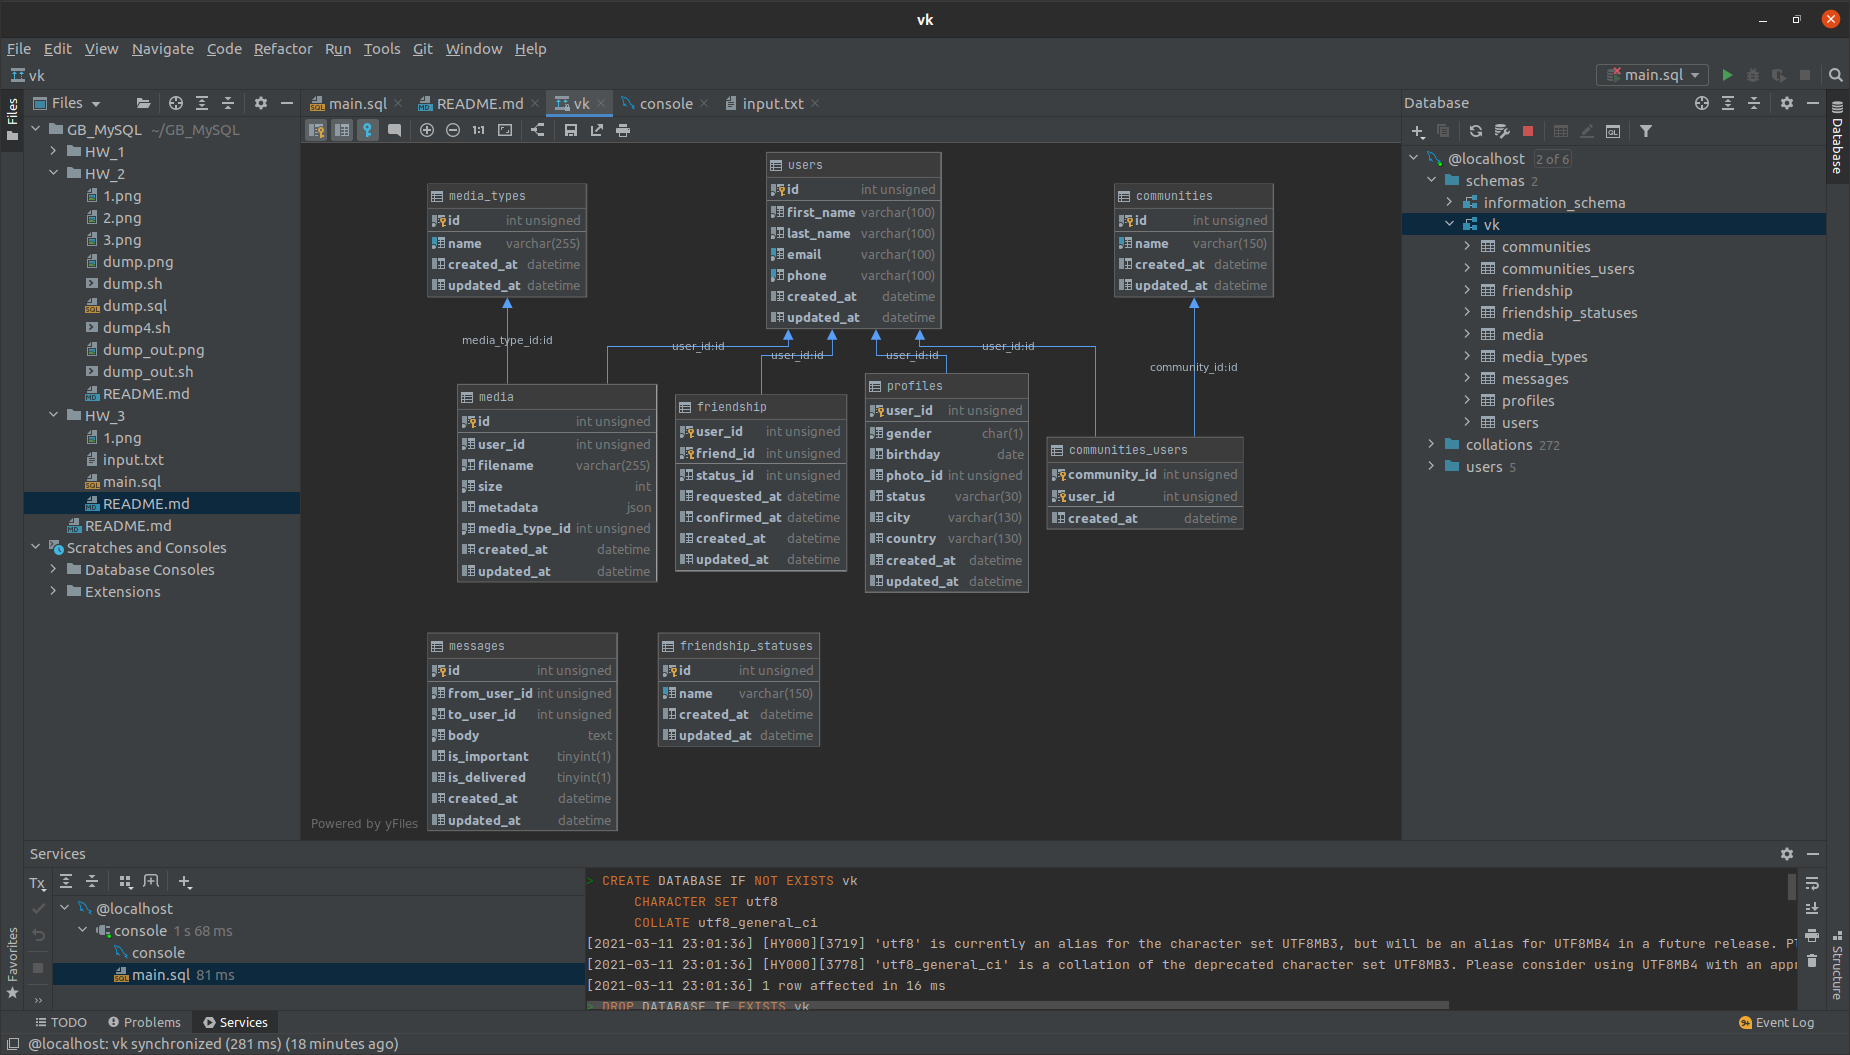 vk
File Edit View Navigate Code Refactor Run Tools Git Window Help
vk
main.sql
Files
Files
GB_MySQL ~/GB_MySQL
HW_1
HW_2
1.png
2.png
3.png
dump.png
dump.sh
dump.sql
dump4.sh
dump_out.png
dump_out.sh
README.md
HW_3
1.png
input.txt
main.sql
README.md
README.md
Scratches and Consoles
Database Consoles
Extensions
main.sql README.md vk console input.txt
1:1
media_types
id int unsigned
name varchar(255)
created_at datetime
updated_at datetime
users
id int unsigned
first_name varchar(100)
last_name varchar(100)
email varchar(100)
phone varchar(100)
created_at datetime
updated_at datetime
communities
id int unsigned
name varchar(150)
created_at datetime
updated_at datetime
media_type_id:id
user_id:id
user_id:id
user_id:id
user_id:id
community_id:id
media
id int unsigned
user_id int unsigned
filename varchar(255)
size int
metadata json
media_type_id int unsigned
created_at datetime
updated_at datetime
friendship
user_id int unsigned
friend_id int unsigned
status_id int unsigned
requested_at datetime
confirmed_at datetime
created_at datetime
updated_at datetime
profiles
user_id int unsigned
gender char(1)
birthday date
photo_id int unsigned
status varchar(30)
city varchar(130)
country varchar(130)
created_at datetime
updated_at datetime
communities_users
community_id int unsigned
user_id int unsigned
created_at datetime
messages
id int unsigned
from_user_id int unsigned
to_user_id int unsigned
body text
is_important tinyint(1)
is_delivered tinyint(1)
created_at datetime
updated_at datetime
friendship_statuses
id int unsigned
name varchar(150)
created_at datetime
updated_at datetime
Powered by yFiles
Database
Database
@localhost 2 of 6
schemas 2
information_schema
vk
communities
communities_users
friendship
friendship_statuses
media
media_types
messages
profiles
users
collations 272
users 5
Services
Tx
@localhost
console 1 s 68 ms
console
main.sql 81 ms
> CREATE DATABASE IF NOT EXISTS vk
CHARACTER SET utf8
COLLATE utf8_general_ci
[2021-03-11 23:01:36] [HY000][3719] 'utf8' is currently an alias for the character set UTF8MB3, but will be an alias for UTF8MB4 in a future release. Pl
[2021-03-11 23:01:36] [HY000][3778] 'utf8_general_ci' is a collation of the deprecated character set UTF8MB3. Please consider using UTF8MB4 with an appr
[2021-03-11 23:01:36] 1 row affected in 16 ms
> DROP DATABASE IF EXISTS vk
Favorites
Structure
TODO Problems Services
9+ Event Log
@localhost: vk synchronized (281 ms) (18 minutes ago)